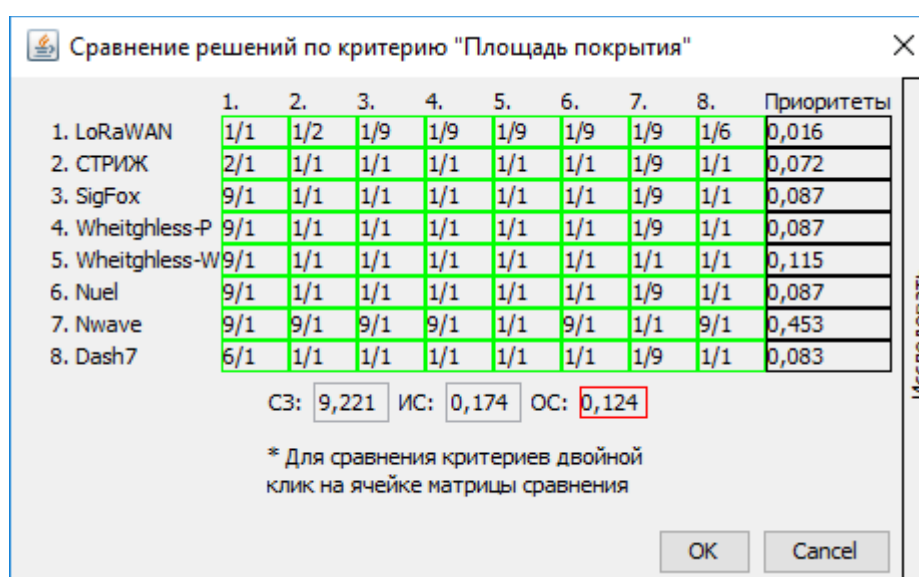 Сравнение решений по критерию "Площадь покрытия"
1. 2. 3. 4. 5. 6. 7. 8. Приоритеты
1. LoRaWAN 1/1 1/2 1/9 1/9 1/9 1/9 1/9 1/6 0,016
2. СТРИЖ 2/1 1/1 1/1 1/1 1/1 1/1 1/9 1/1 0,072
3. SigFox 9/1 1/1 1/1 1/1 1/1 1/1 1/9 1/1 0,087
4. Wheitghless-P 9/1 1/1 1/1 1/1 1/1 1/1 1/9 1/1 0,087
5. Wheitghless-W 9/1 1/1 1/1 1/1 1/1 1/1 1/1 1/1 0,115
6. Nuel 9/1 1/1 1/1 1/1 1/1 1/1 1/9 1/1 0,087
7. Nwave 9/1 9/1 9/1 9/1 1/1 9/1 1/1 9/1 0,453
8. Dash7 6/1 1/1 1/1 1/1 1/1 1/1 1/9 1/1 0,083
СЗ: 9,221 ИС: 0,174 ОС: 0,124
* Для сравнения критериев двойной
клик на ячейке матрицы сравнения
OK Cancel